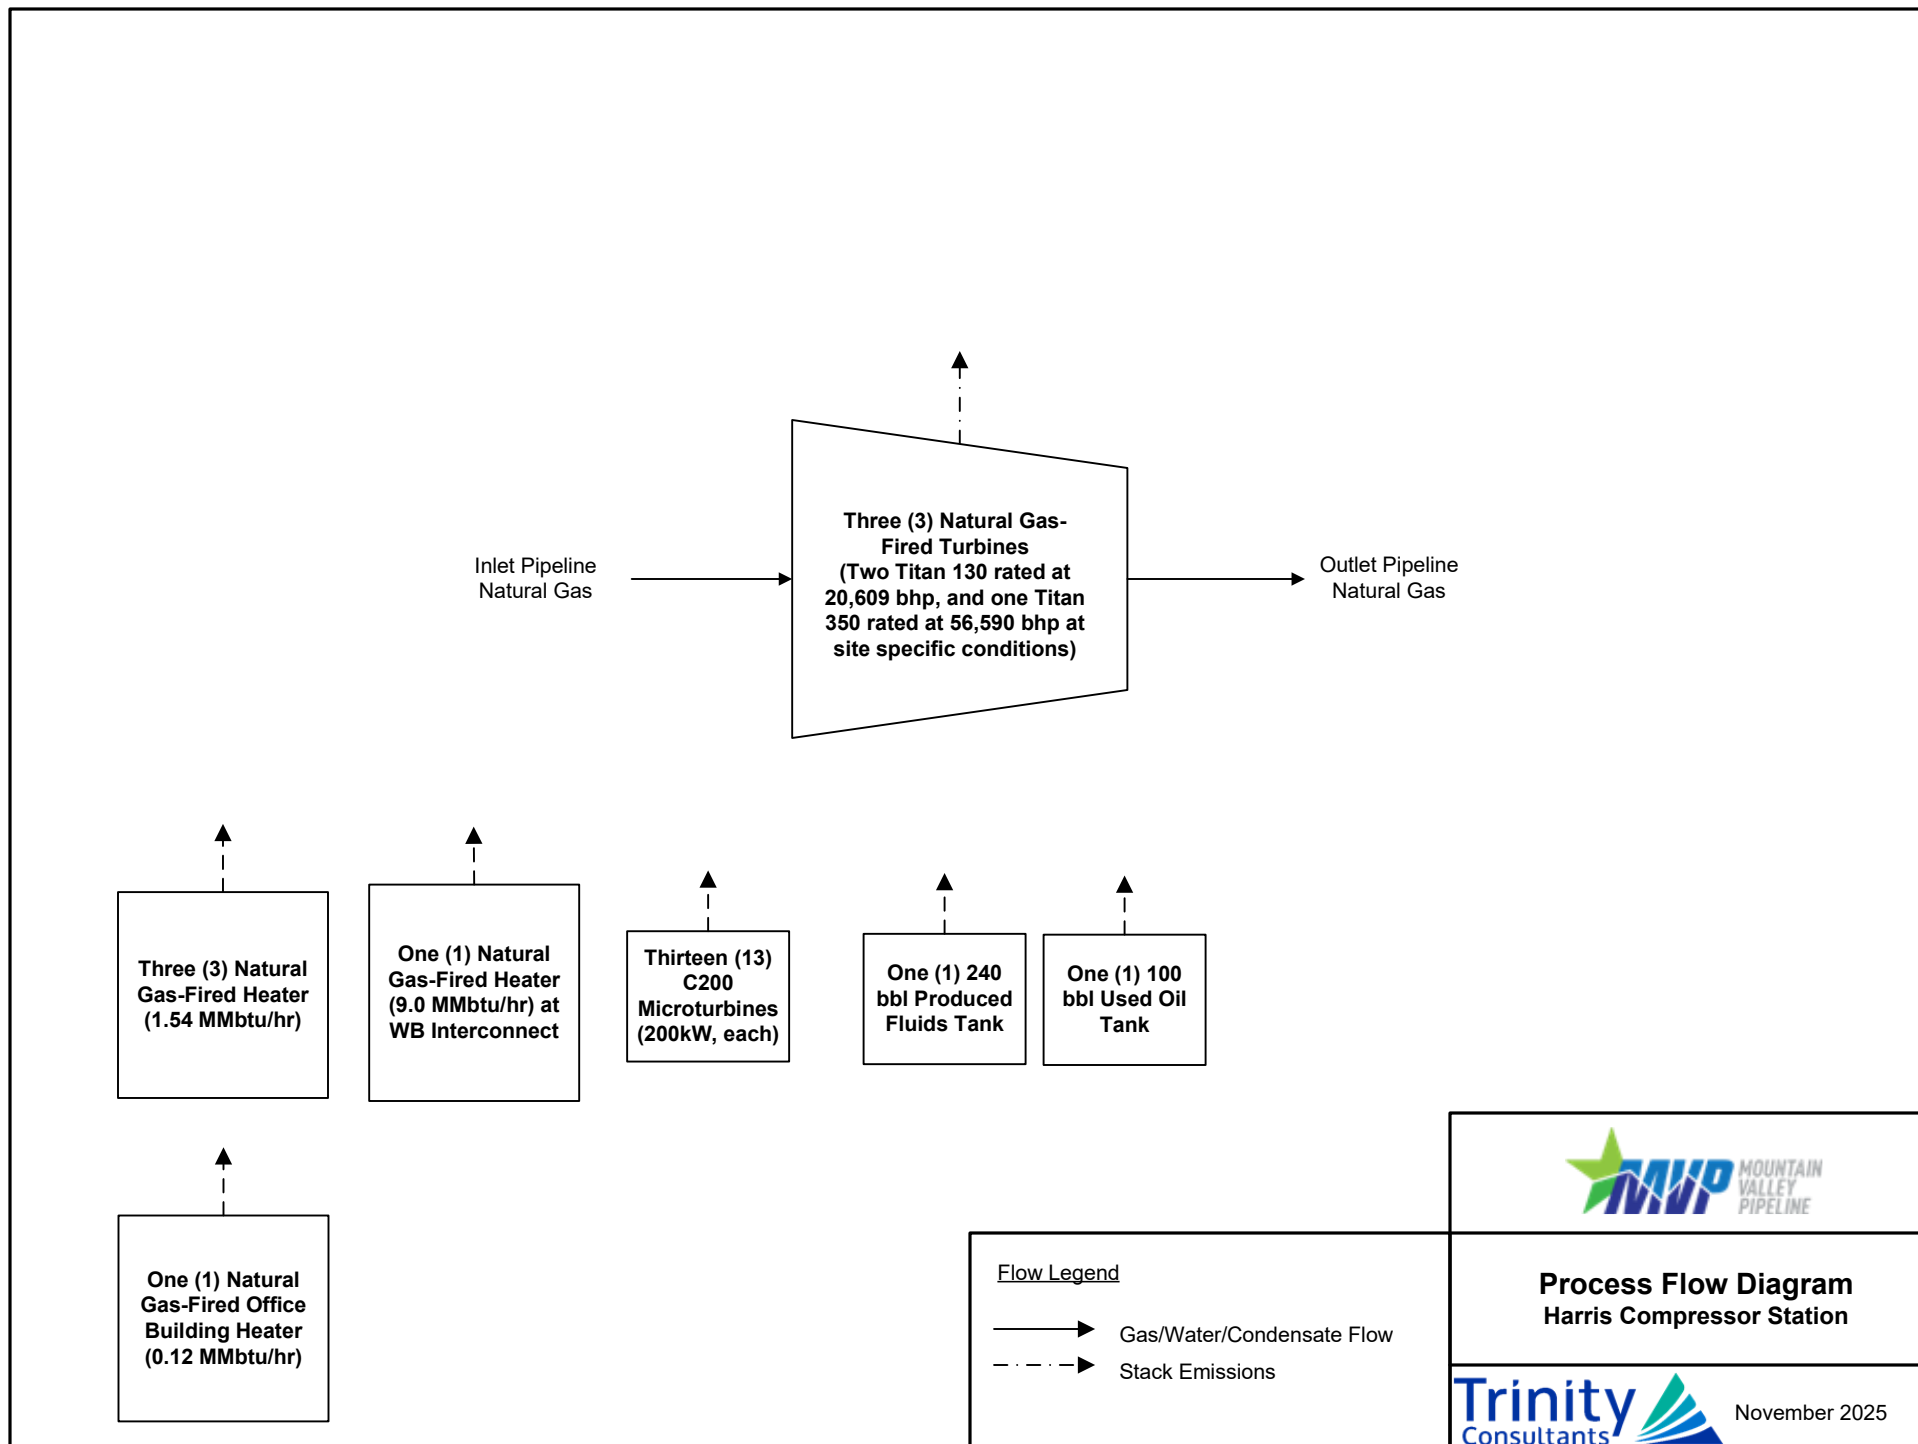 Three (3) Natural Gas-
Fired Turbines
(Two Titan 130 rated at
20,609 bhp, and one Titan
350 rated at 56,590 bhp at
site specific conditions)
Inlet Pipeline
Natural Gas
Outlet Pipeline
Natural Gas
Three (3) Natural
Gas-Fired Heater
(1.54 MMbtu/hr)
One (1) Natural
Gas-Fired Heater
(9.0 MMbtu/hr) at
WB Interconnect
Thirteen (13)
C200
Microturbines
(200kW, each)
One (1) 240
bbl Produced
Fluids Tank
One (1) 100
bbl Used Oil
Tank
One (1) Natural
Gas-Fired Office
Building Heater
(0.12 MMbtu/hr)
Flow Legend
Gas/Water/Condensate Flow
Stack Emissions
MVP
MOUNTAIN
VALLEY
PIPELINE
Process Flow Diagram
Harris Compressor Station
Trinity
Consultants
November 2025